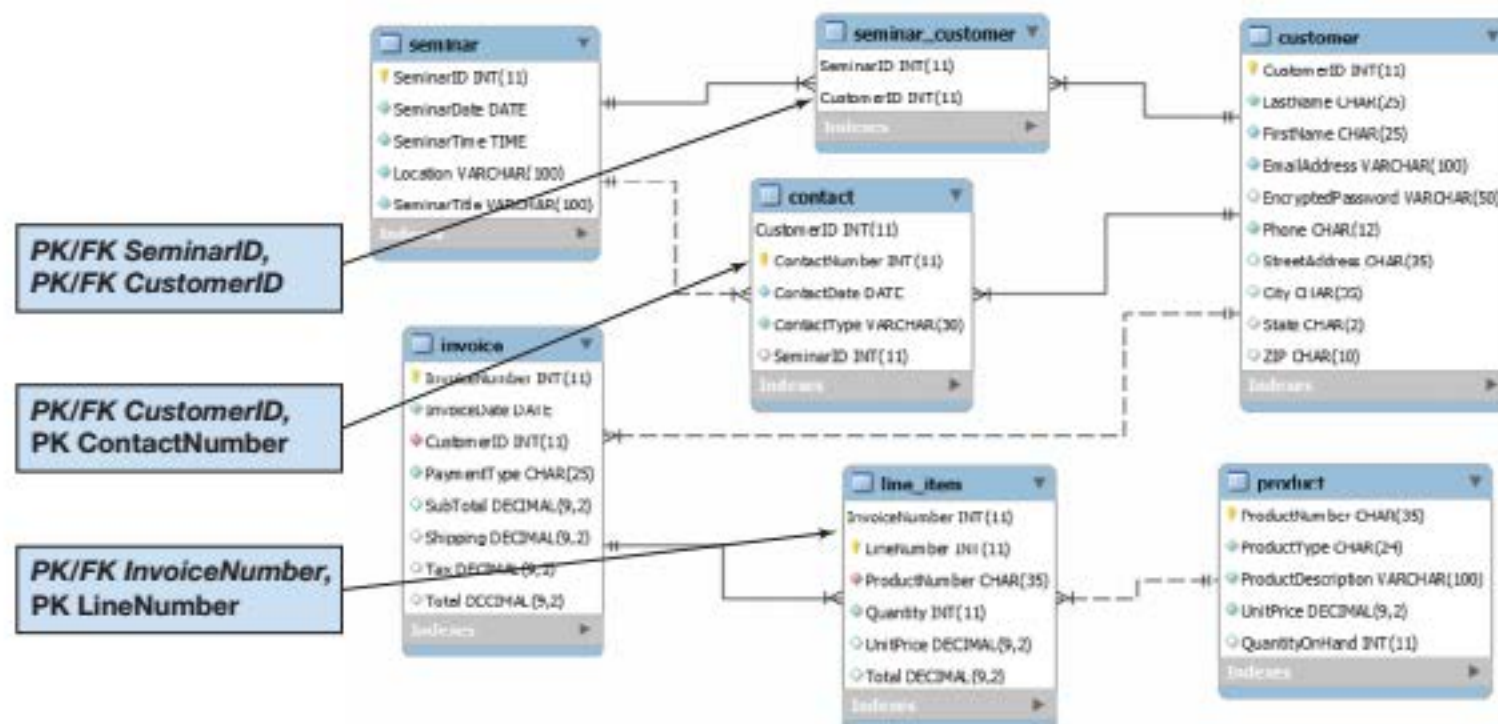 seminar
SeminarID INT(11)
SeminarDate DATE
SeminarTime TIME
Location VARCHAR(100)
SeminarTitle VARCHAR(100)
Indexes
seminar_customer
SeminarID INT(11)
CustomerID INT(11)
Indexes
customer
CustomerID INT(11)
LastName CHAR(25)
FirstName CHAR(25)
EmailAddress VARCHAR(100)
EncryptedPassword VARCHAR(50)
Phone CHAR(12)
StreetAddress CHAR(35)
City CHAR(35)
State CHAR(2)
ZIP CHAR(10)
Indexes
PK/FK SeminarID,
PK/FK CustomerID
contact
CustomerID INT(11)
ContactNumber INT(11)
ContactDate DATE
ContactType VARCHAR(30)
SeminarID INT(11)
Indexes
PK/FK CustomerID,
PK ContactNumber
invoice
InvoiceNumber INT(11)
InvoiceDate DATE
CustomerID INT(11)
PaymentType CHAR(25)
SubTotal DECIMAL(9,2)
Shipping DECIMAL(9,2)
Tax DECIMAL(9,2)
Total DECIMAL(9,2)
Indexes
PK/FK InvoiceNumber,
PK LineNumber
line_item
InvoiceNumber INT(11)
LineNumber INT(11)
ProductNumber CHAR(35)
Quantity INT(11)
UnitPrice DECIMAL(9,2)
Total DECIMAL(9,2)
Indexes
product
ProductNumber CHAR(35)
ProductType CHAR(24)
ProductDescription VARCHAR(100)
UnitPrice DECIMAL(9,2)
QuantityOnHand INT(11)
Indexes